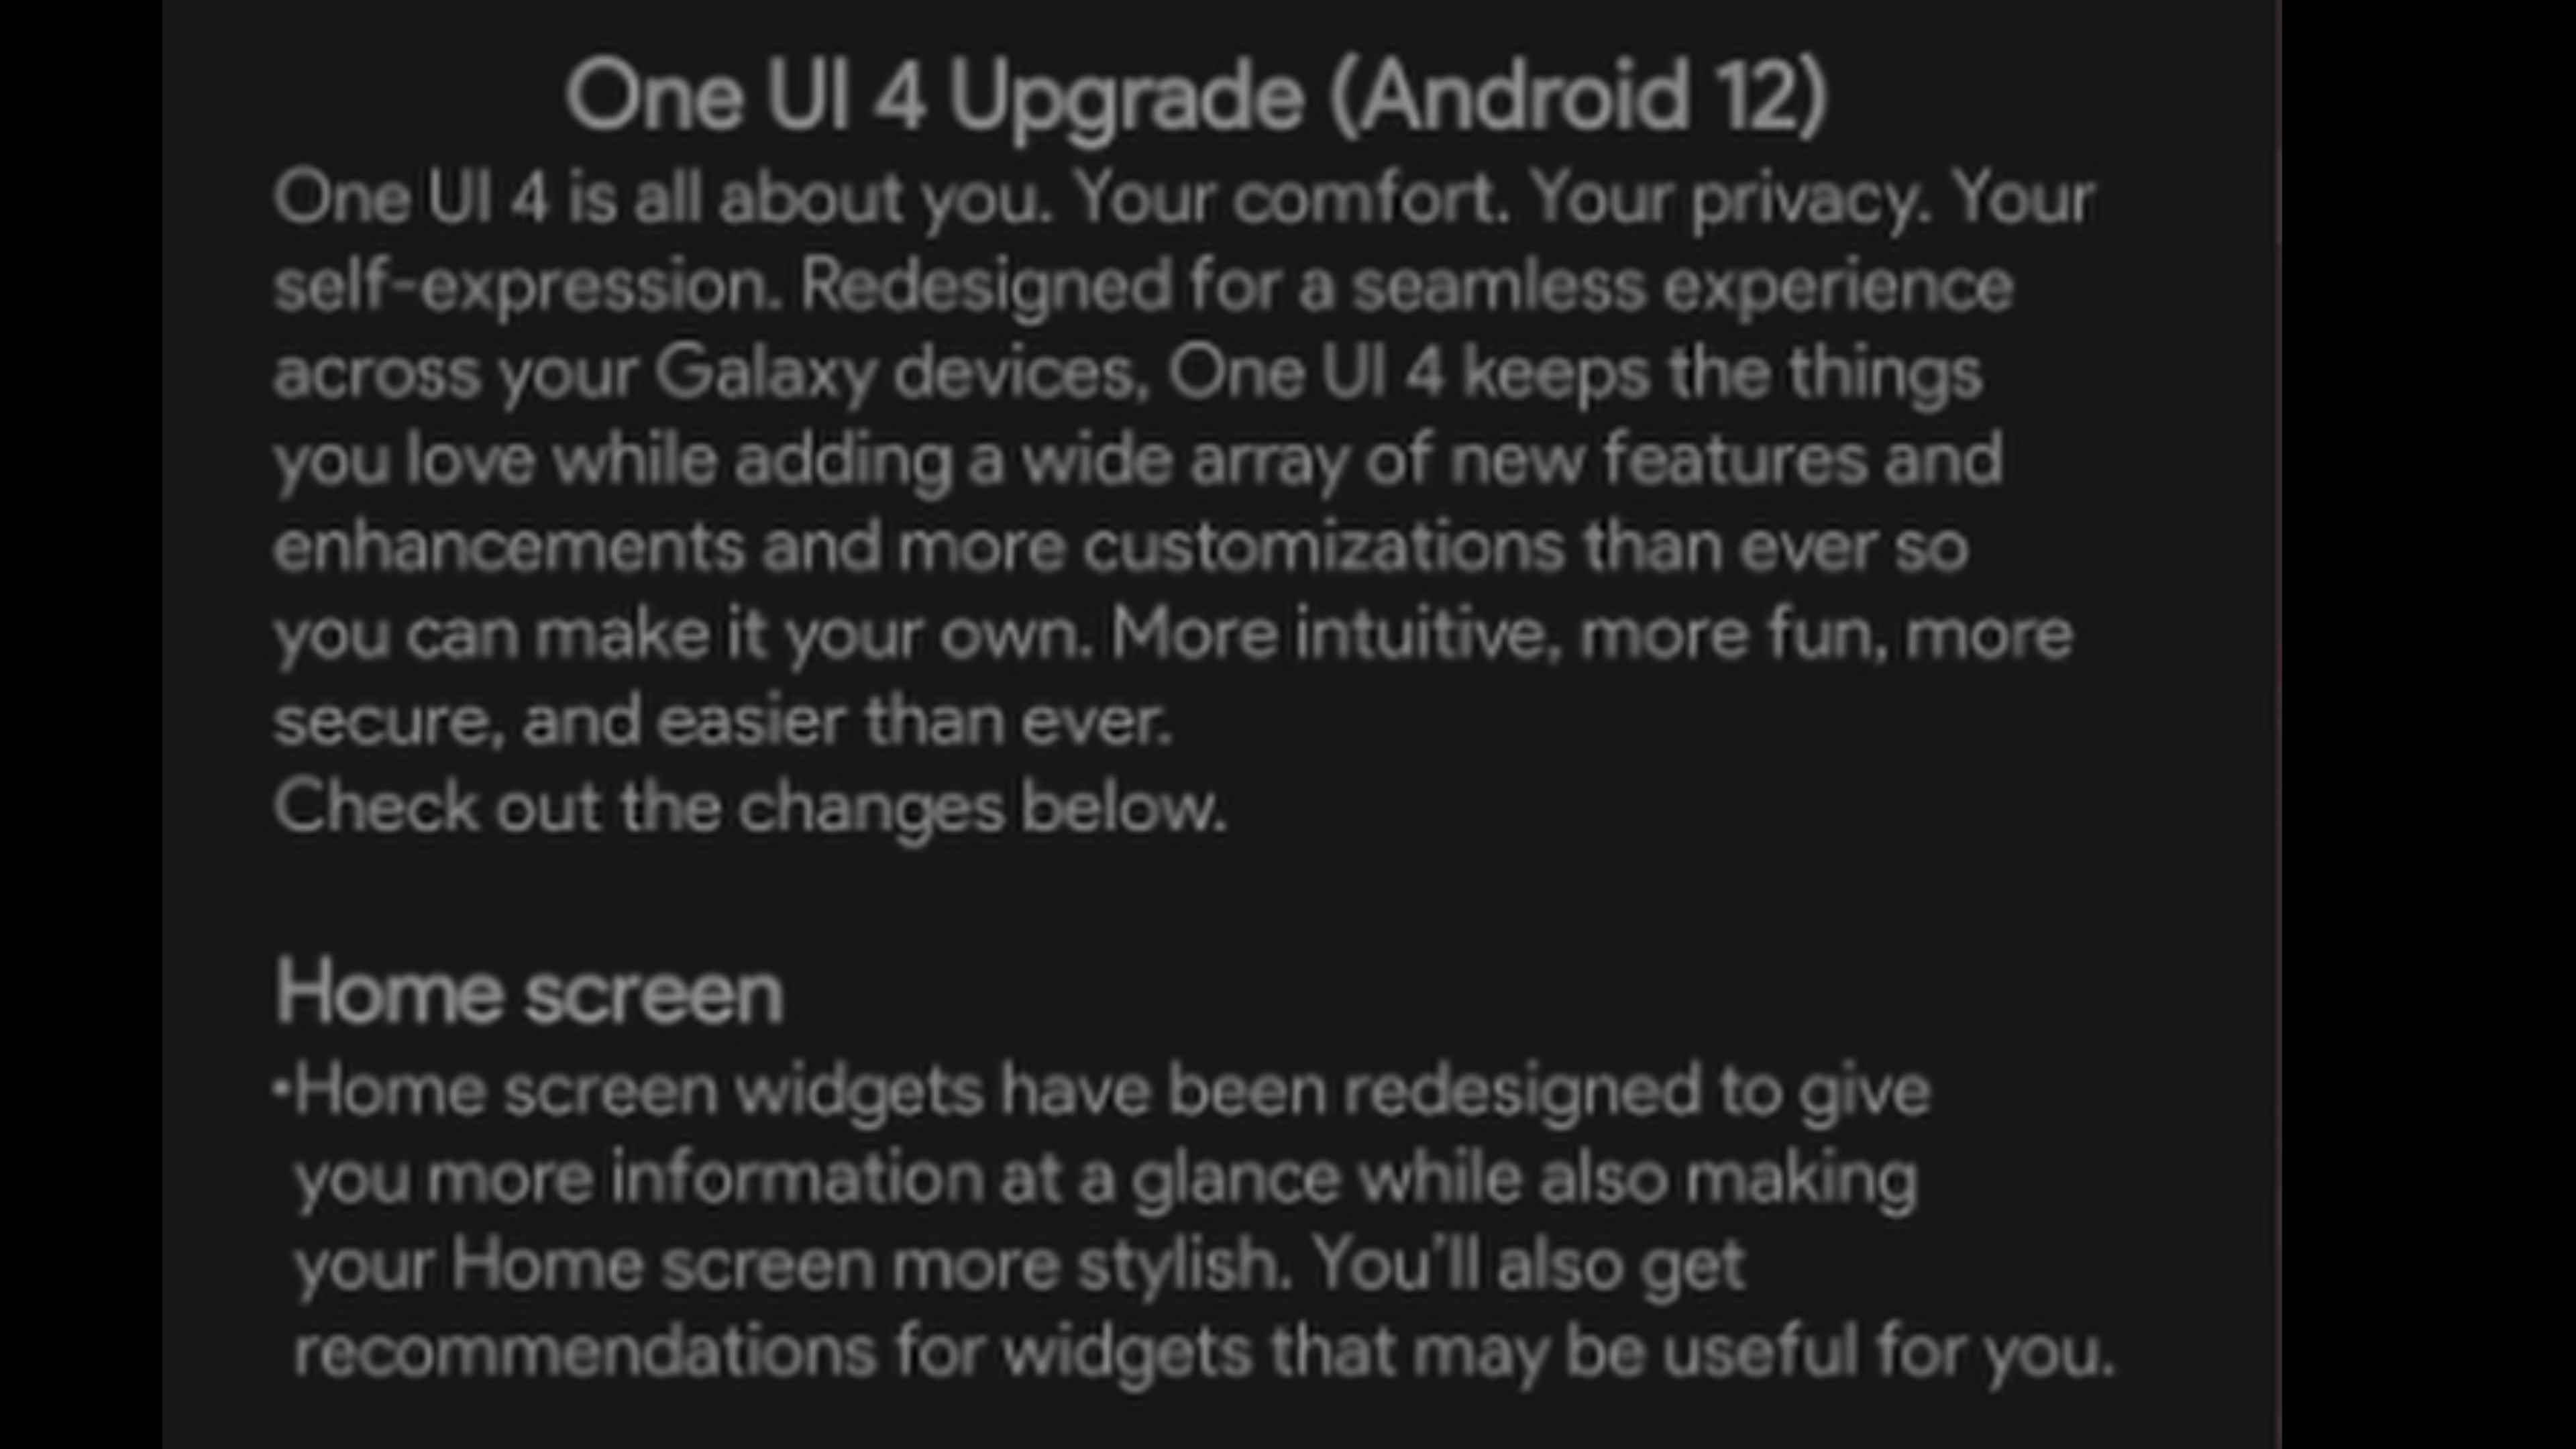 One UI 4 Upgrade (Android 12)
One UI 4 is all about you. Your comfort. Your privacy. Your
self-expression. Redesigned for a seamless experience
across your Galaxy devices, One UI 4 keeps the things
you love while adding a wide array of new features and
enhancements and more customizations than ever so
you can make it your own. More intuitive, more fun, more
secure, and easier than ever.
Check out the changes below.
Home screen
•Home screen widgets have been redesigned to give
you more information at a glance while also making
your Home screen more stylish. You’ll also get
recommendations for widgets that may be useful for you.